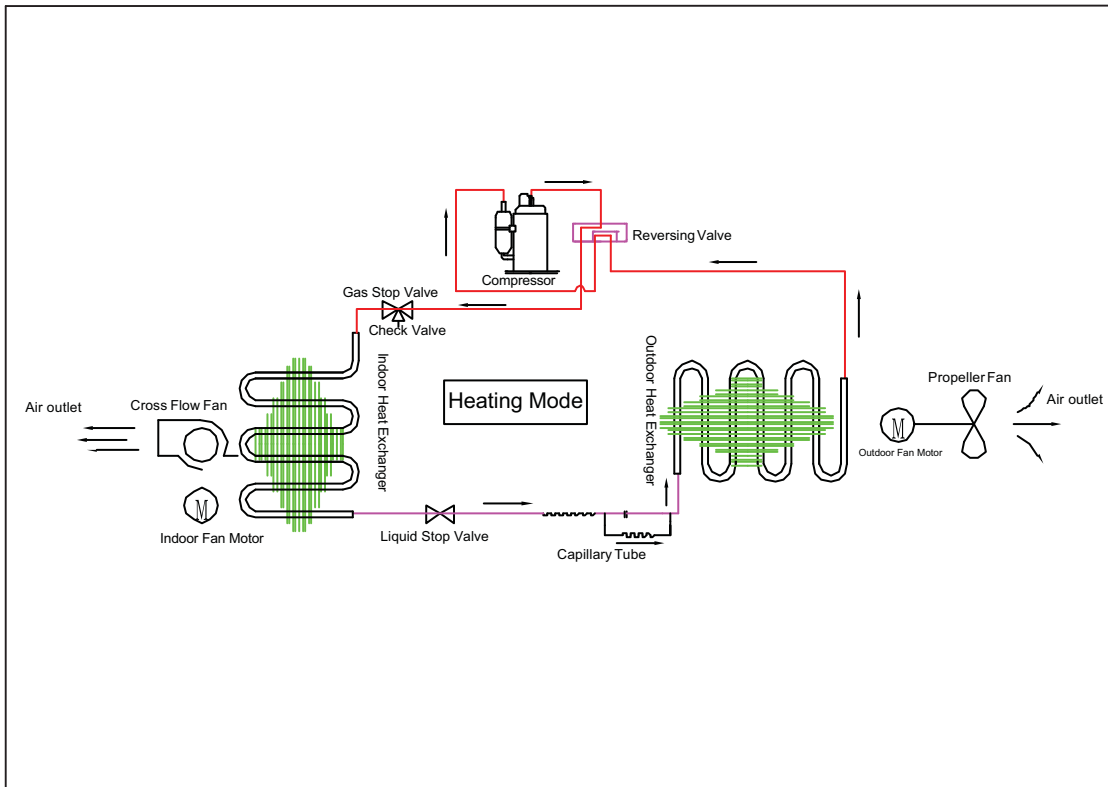 Reversing Valve
Compressor
Gas Stop Valve
Check Valve
Indoor Heat Exchanger
Outdoor Heat Exchanger
Heating Mode
Propeller Fan
Air outlet
Air outlet
Cross Flow Fan
M
Outdoor Fan Motor
M
Indoor Fan Motor
Liquid Stop Valve
Capillary Tube